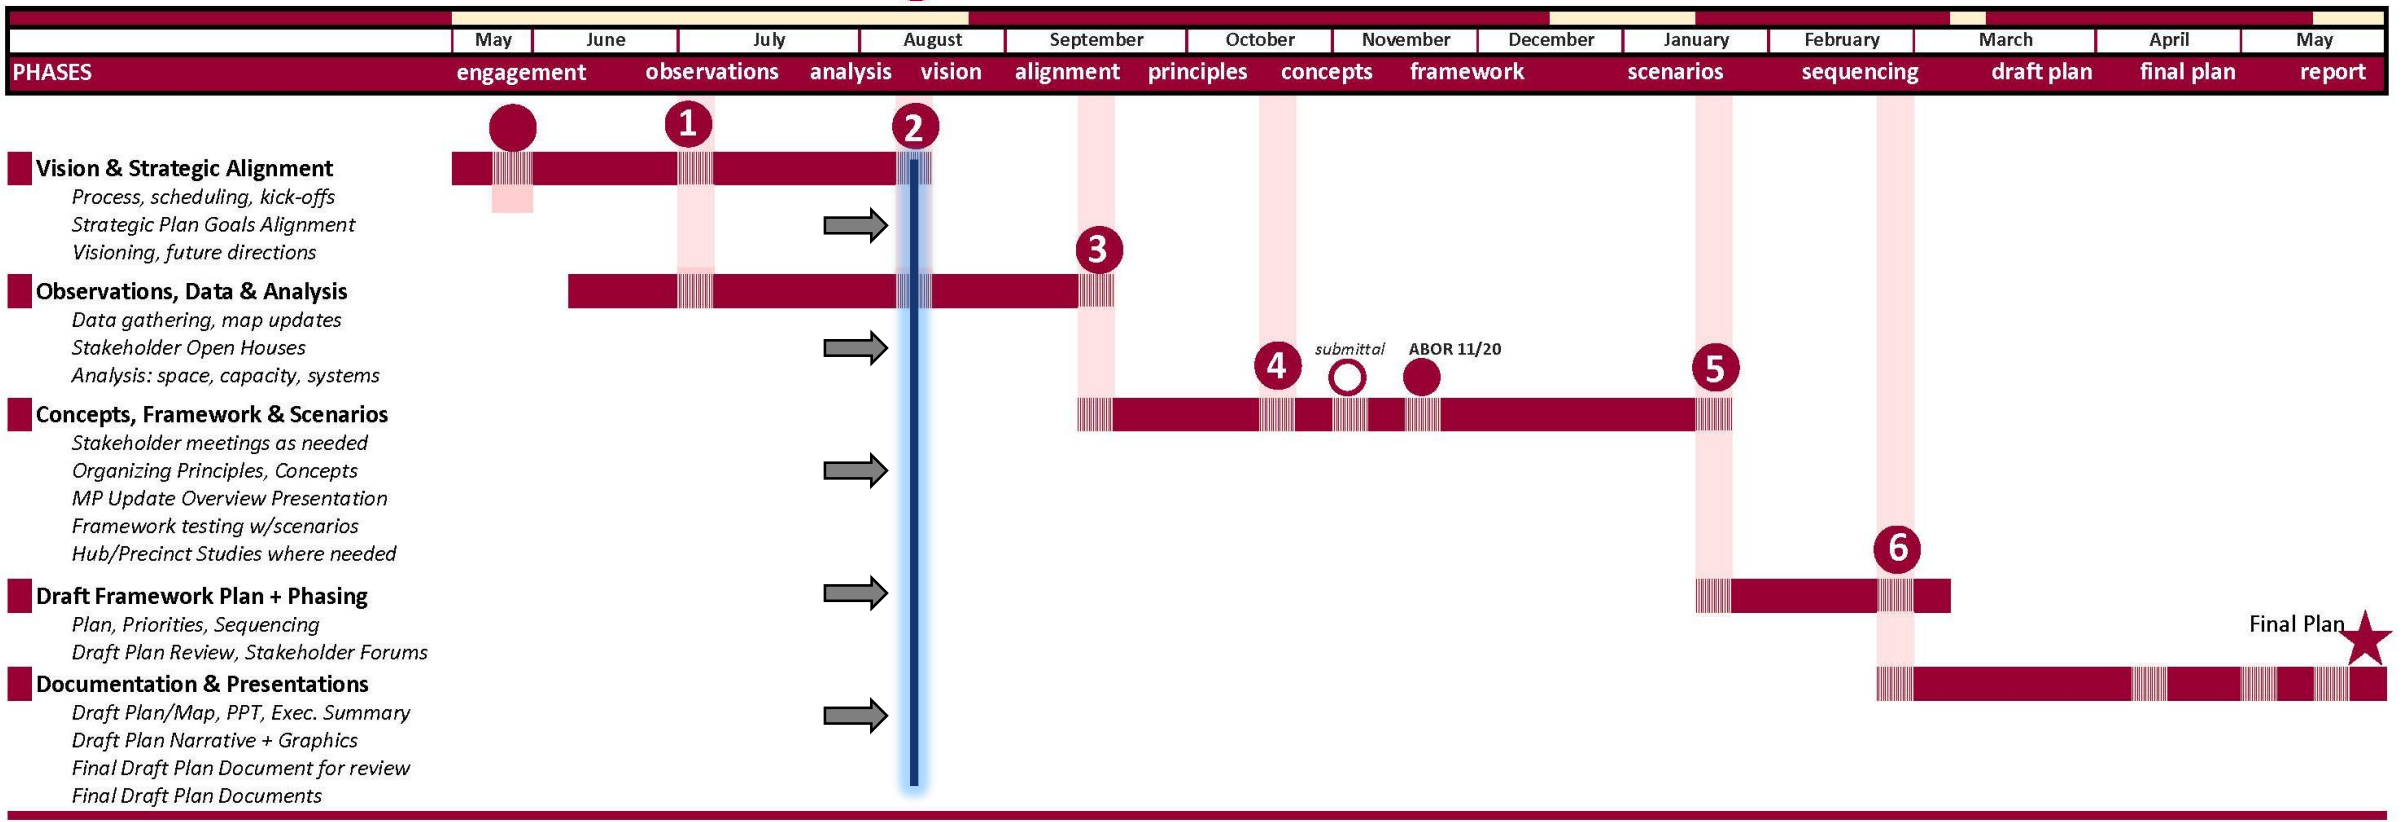 May June July August September October November December January February March April May
PHASES engagement observations analysis vision alignment principles concepts framework scenarios sequencing draft plan final plan report
1 2
Vision & Strategic Alignment
Process, scheduling, kick-offs
Strategic Plan Goals Alignment
Visioning, future directions
3
Observations, Data & Analysis
Data gathering, map updates
Stakeholder Open Houses
Analysis: space, capacity, systems
4 submittal ABOR 11/20 5
Concepts, Framework & Scenarios
Stakeholder meetings as needed
Organizing Principles, Concepts
MP Update Overview Presentation
Framework testing w/scenarios
Hub/Precinct Studies where needed
6
Draft Framework Plan + Phasing
Plan, Priorities, Sequencing
Draft Plan Review, Stakeholder Forums
Final Plan
Documentation & Presentations
Draft Plan/Map, PPT, Exec. Summary
Draft Plan Narrative + Graphics
Final Draft Plan Document for review
Final Draft Plan Documents